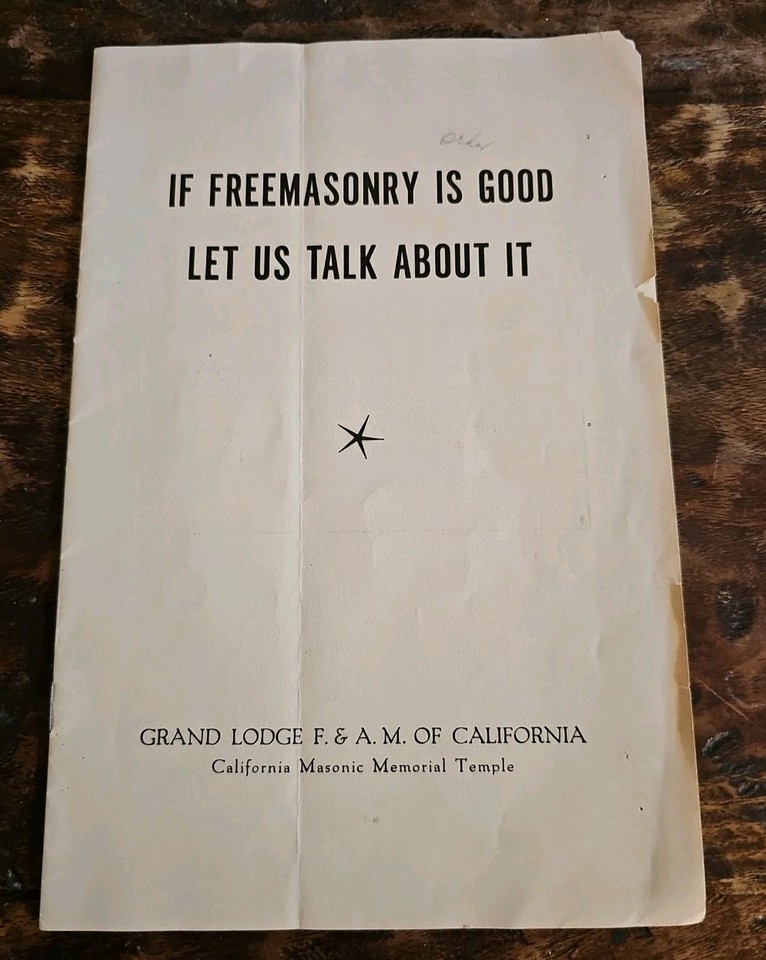 IF FREEMASONRY IS GOOD
LET US TALK ABOUT IT
GRAND LODGE F. & A. M. OF CALIFORNIA
California Masonic Memorial Temple